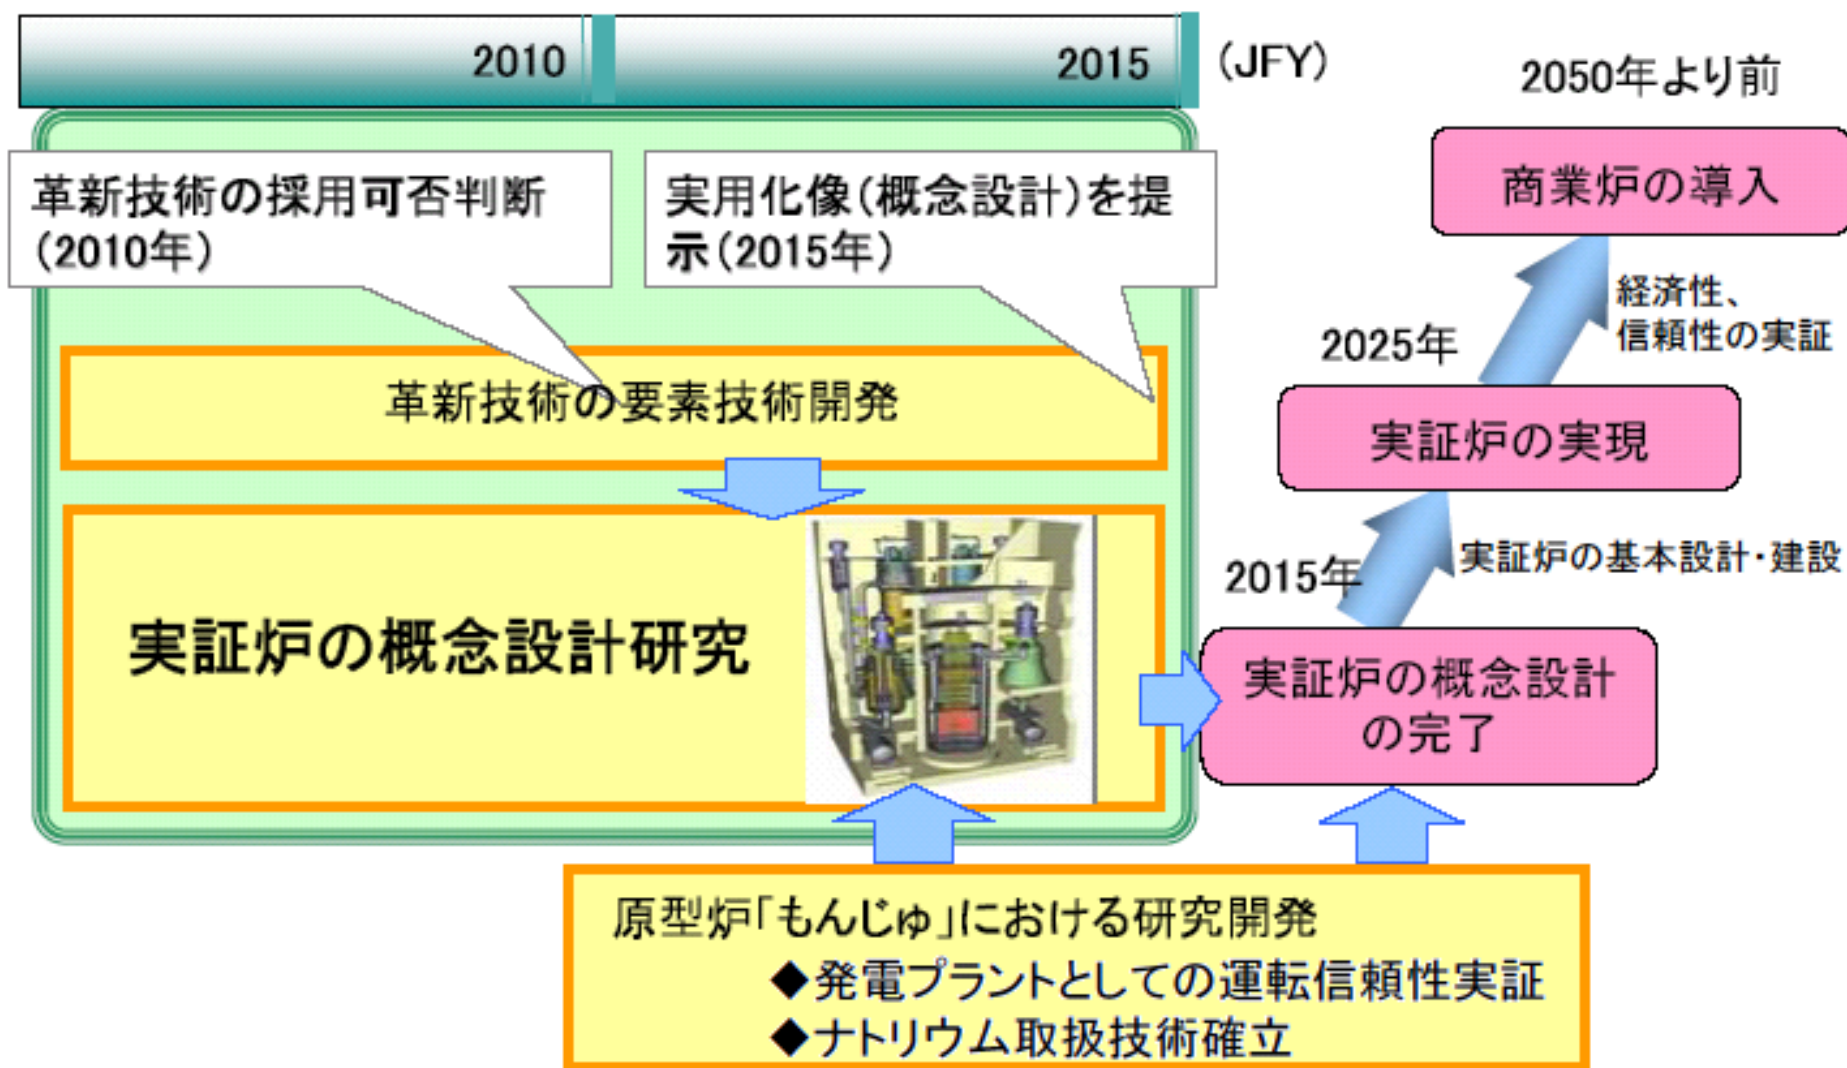 2010
2015
(JFY)
2050年より前
革新技術の採用可否判断
(2010年)
実用化像(概念設計)を提
示(2015年)
商業炉の導入
経済性、
信頼性の実証
2025年
革新技術の要素技術開発
実証炉の実現
実証炉の基本設計・建設
2015年
実証炉の概念設計研究
実証炉の概念設計
の完了
原型炉「もんじゅ」における研究開発
◆発電プラントとしての運転信頼性実証
◆ナトリウム取扱技術確立